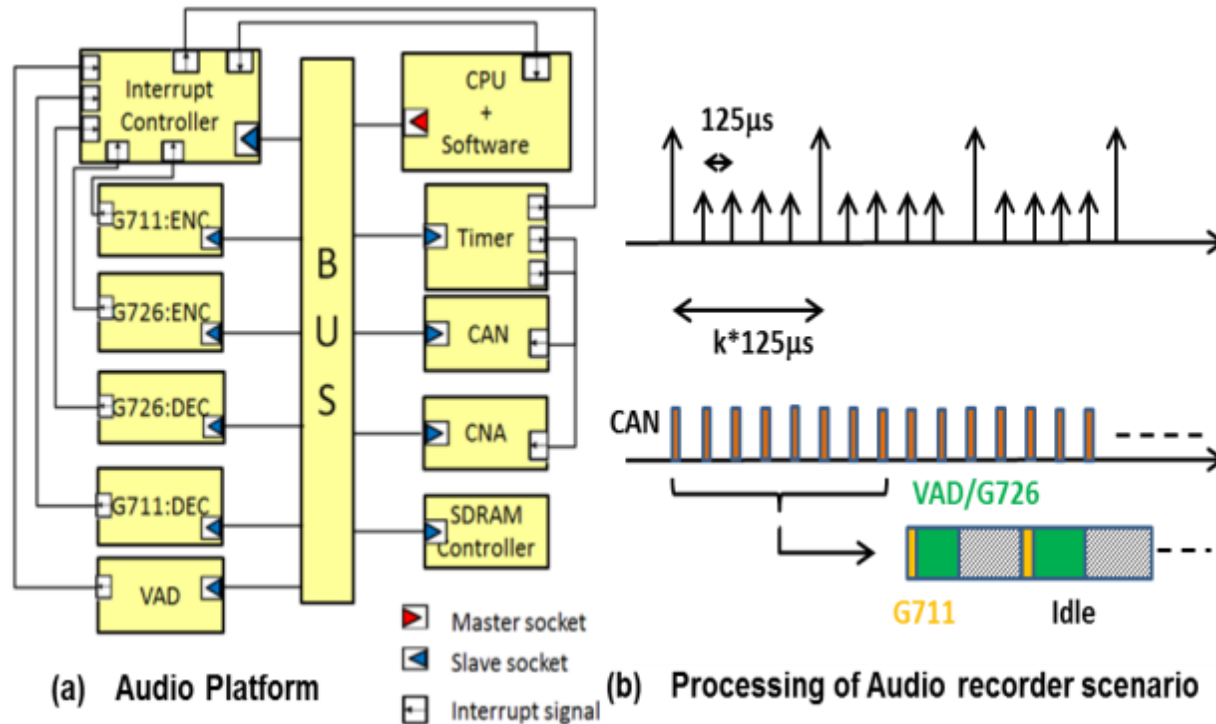 Interrupt
Controller
CPU
+
Software
G711:ENC
Timer
G726:ENC
CAN
G726:DEC
CNA
G711:DEC
SDRAM
Controller
VAD
B
U
S
Master socket
Slave socket
Interrupt signal
(a) Audio Platform
125µs
k*125µs
CAN
VAD/G726
G711
Idle
(b) Processing of Audio recorder scenario